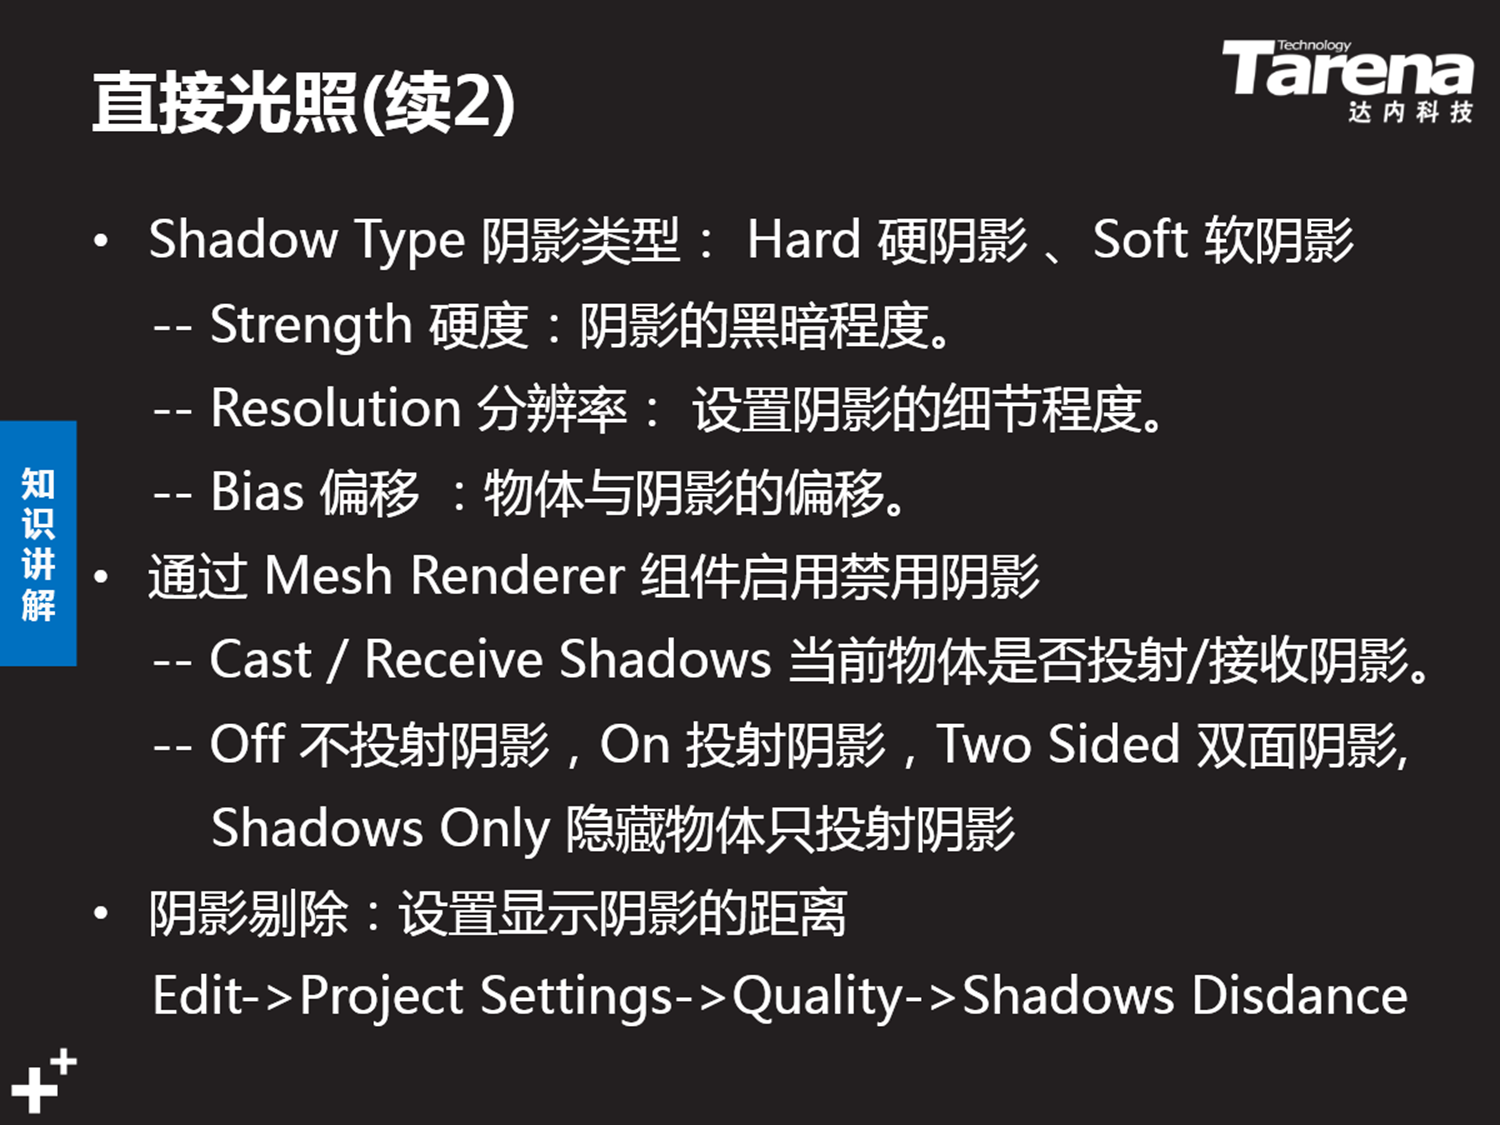 直接光照(续2)
Technology
Tarena
达内科技
• Shadow Type 阴影类型： Hard 硬阴影 、Soft 软阴影
-- Strength 硬度：阴影的黑暗程度。
-- Resolution 分辨率： 设置阴影的细节程度。
-- Bias 偏移 ：物体与阴影的偏移。
• 通过 Mesh Renderer 组件启用禁用阴影
-- Cast / Receive Shadows 当前物体是否投射/接收阴影。
-- Off 不投射阴影，On 投射阴影，Two Sided 双面阴影,
Shadows Only 隐藏物体只投射阴影
• 阴影剔除：设置显示阴影的距离
Edit->Project Settings->Quality->Shadows Disdance
知识讲解